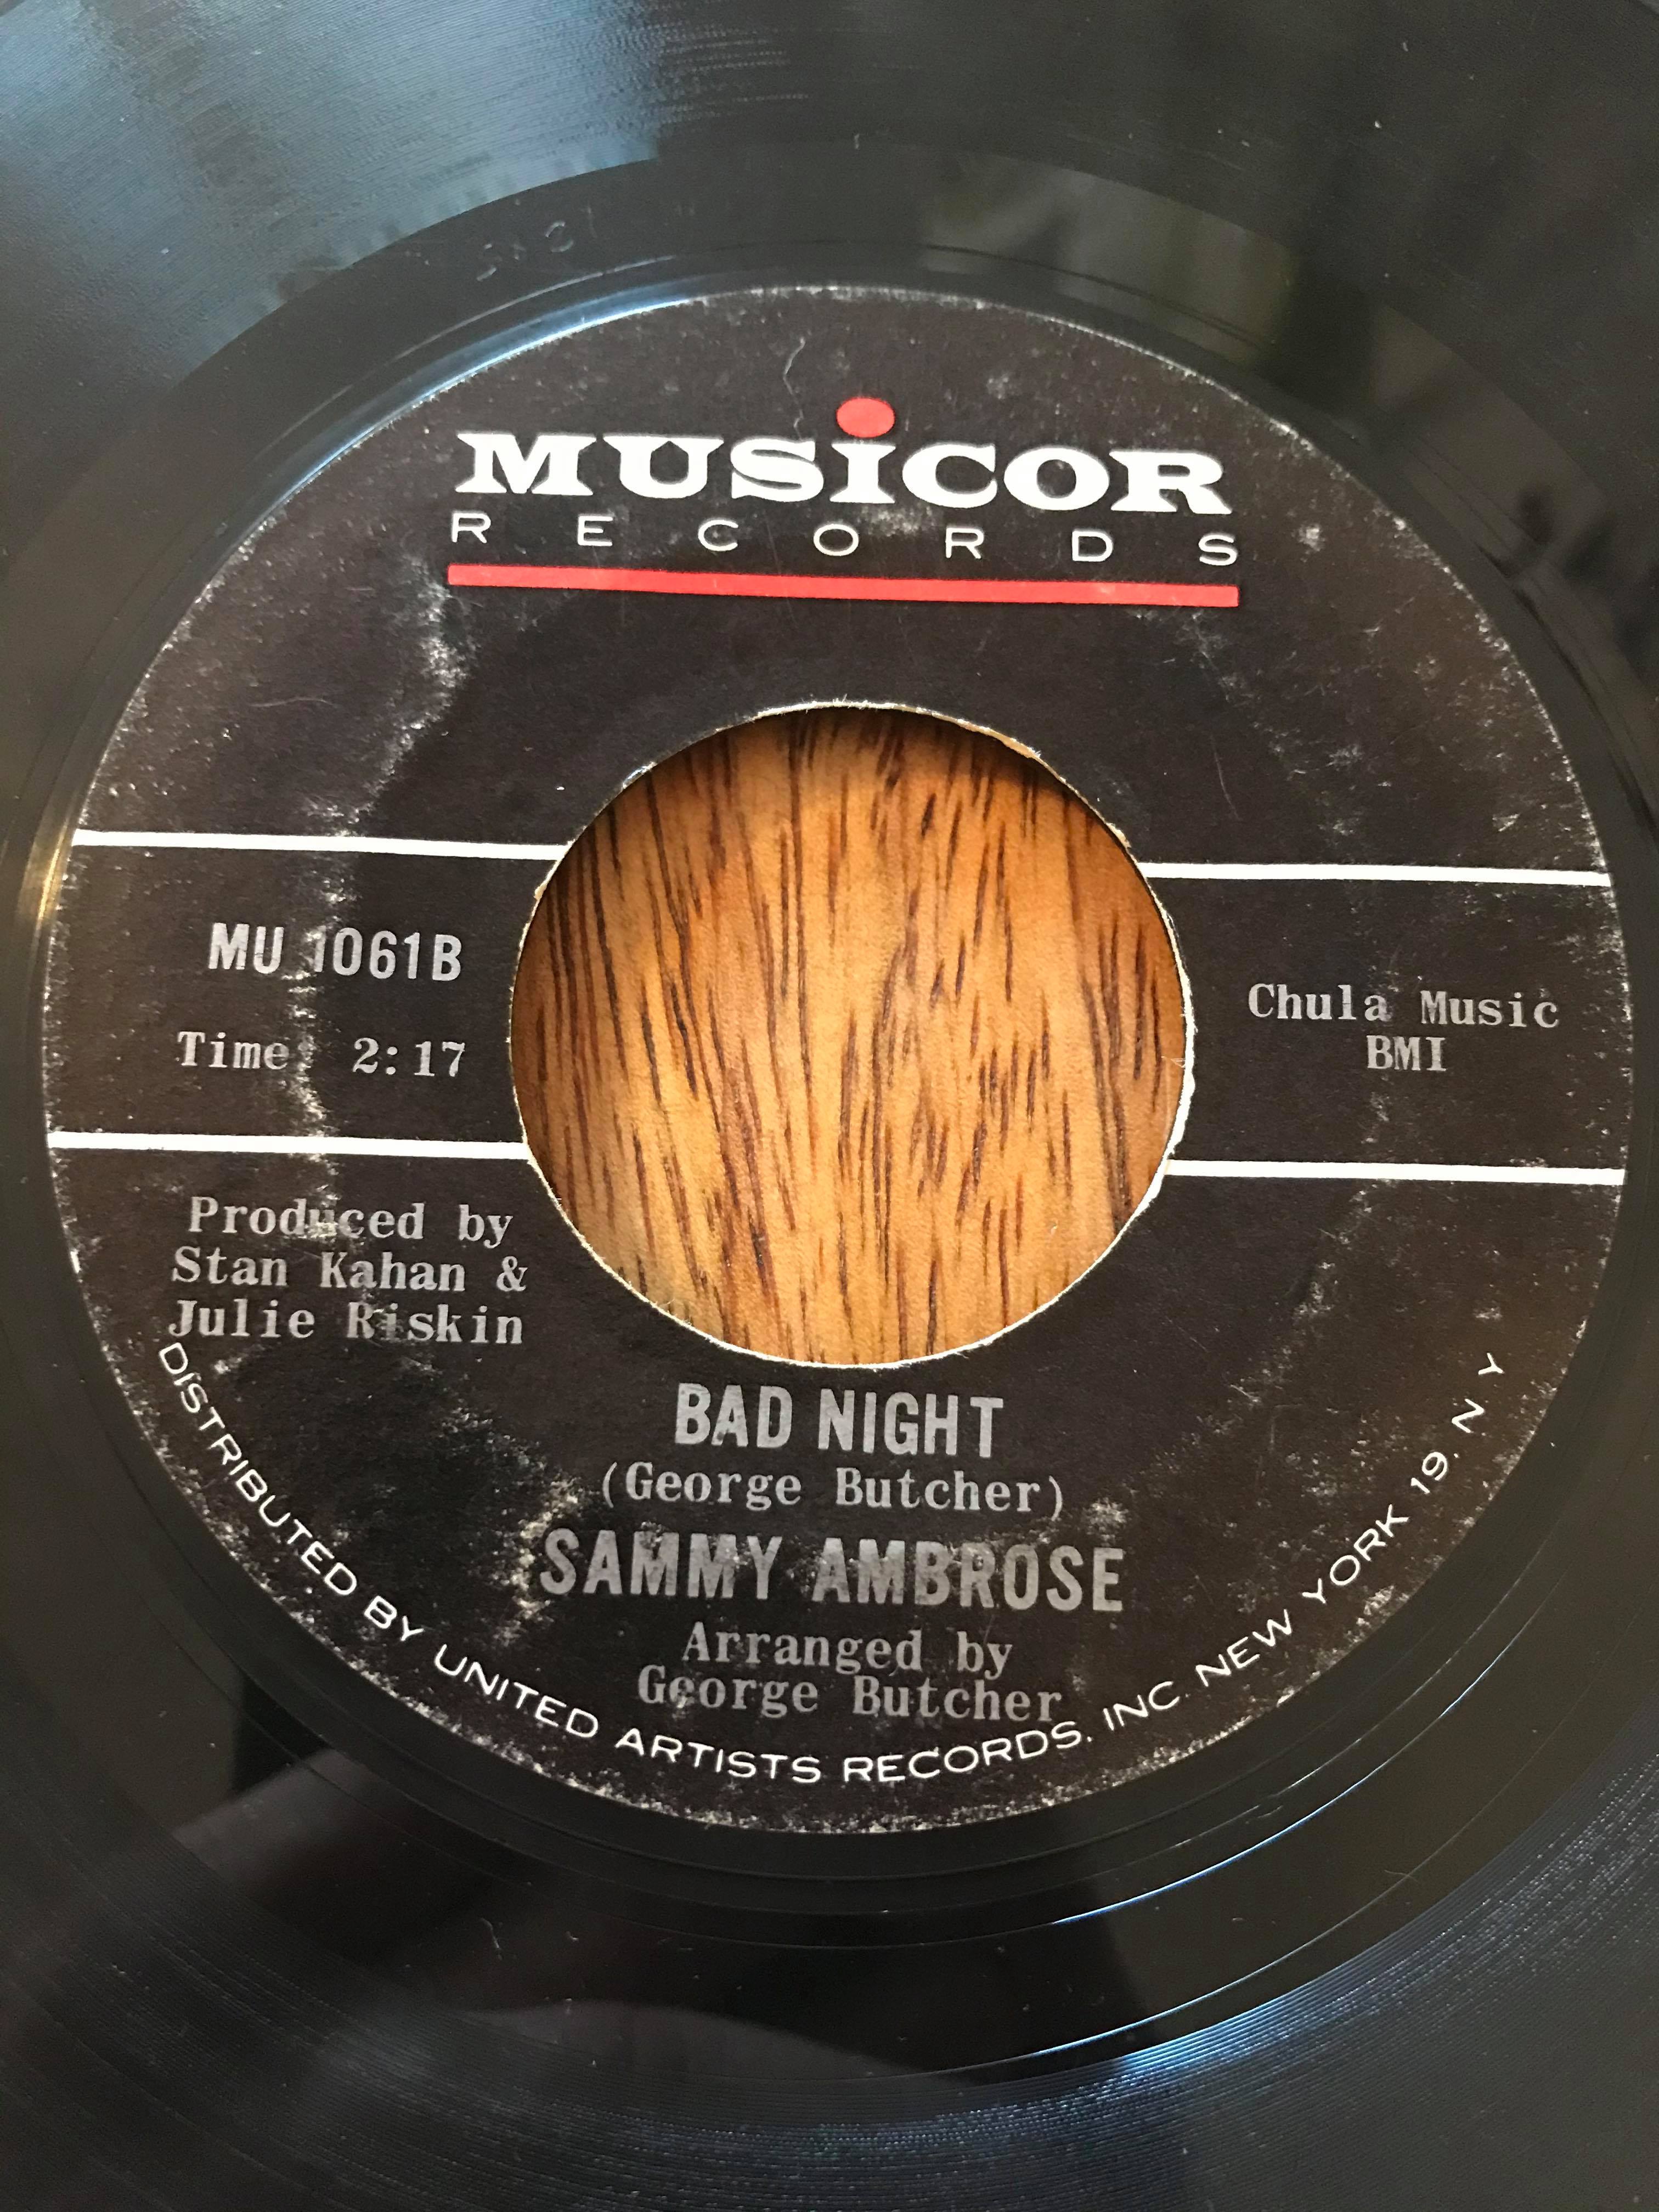 MUSiCOR
RECORDS
MU 1061B
Time: 2:17
Chula Music
BMI
Produced by
Stan Kahan &
Julie Riskin
BAD NIGHT
(George Butcher)
SAMMY AMBROSE
Arranged by
George Butcher
DISTRIBUTED BY UNITED ARTISTS RECORDS, INC. NEW YORK 19, N Y